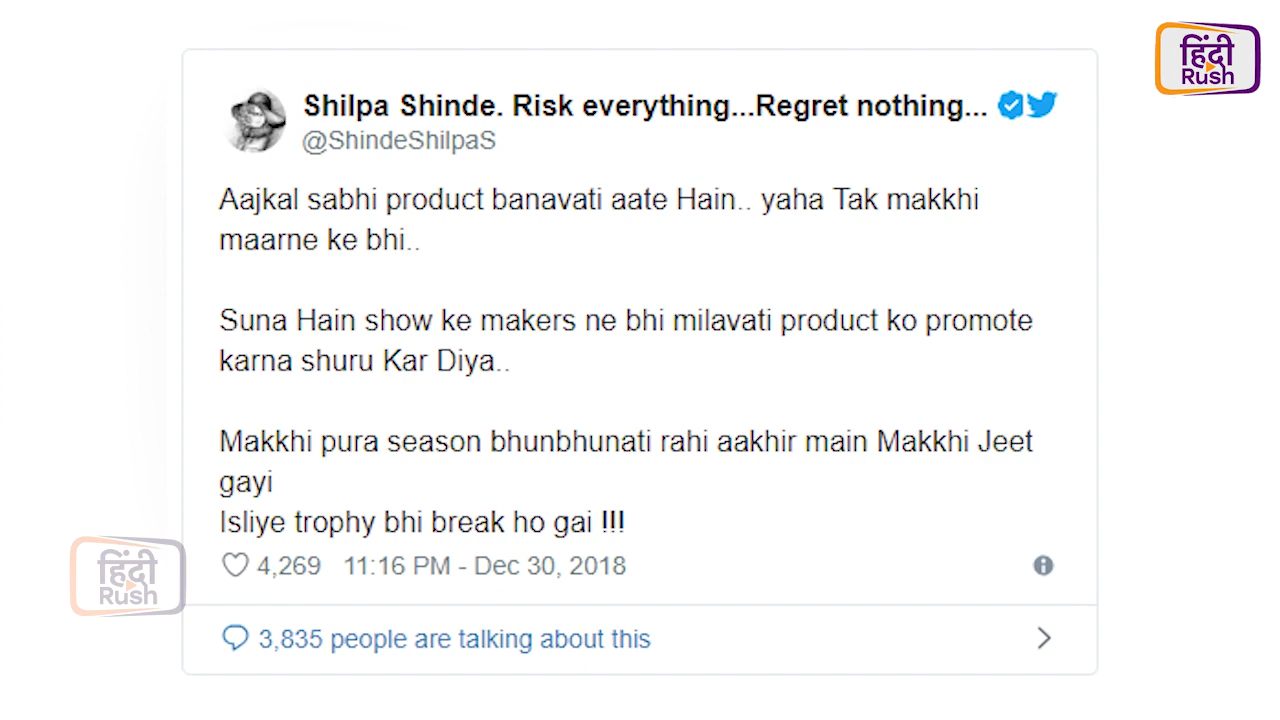 हिंदी
Rush
Shilpa Shinde. Risk everything...Regret nothing...
@ShindeShilpaS
Aajkal sabhi product banavati aate Hain.. yaha Tak makkhi
maarne ke bhi..
Suna Hain show ke makers ne bhi milavati product ko promote
karna shuru Kar Diya..
Makkhi pura season bhunbhunati rahi aakhir main Makkhi Jeet
gayi
Isliye trophy bhi break ho gai !!!
4,269 11:16 PM - Dec 30, 2018
हिंदी
Rush
3,835 people are talking about this